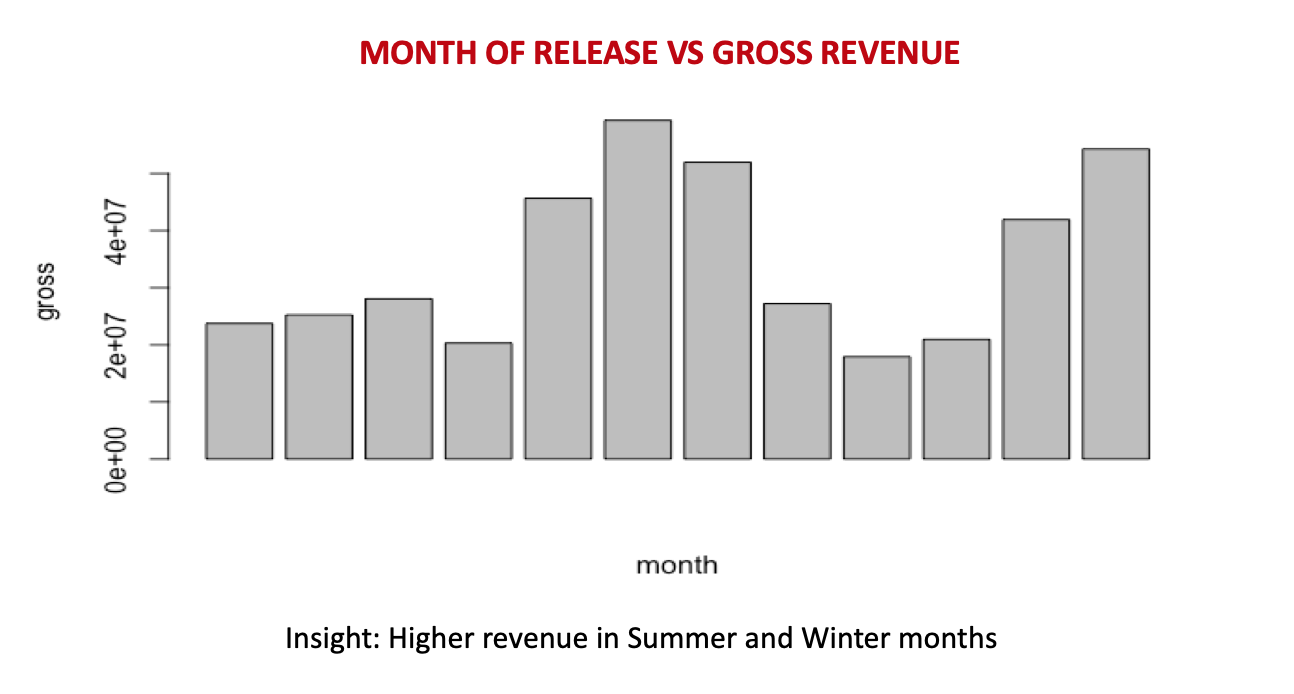 MONTH OF RELEASE VS GROSS REVENUE
gross
4e+07
2e+07
0e+00
month
Insight: Higher revenue in Summer and Winter months